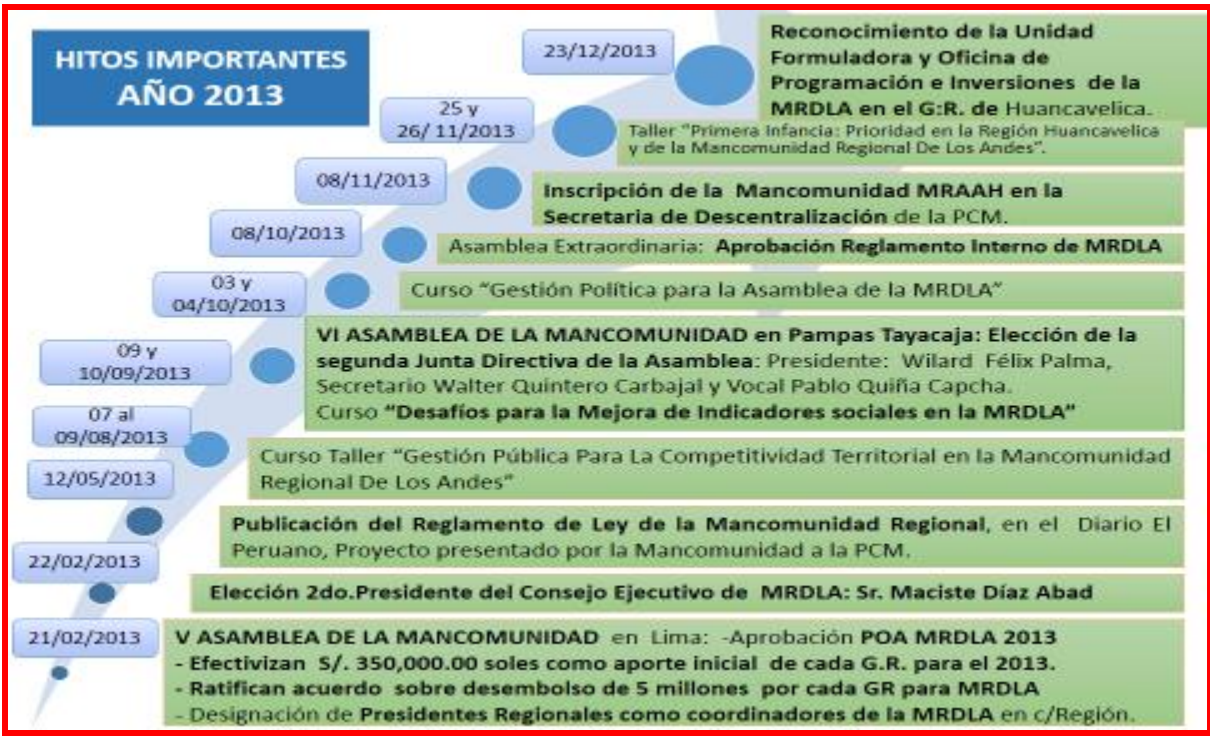 HITOS IMPORTANTES
AÑO 2013
23/12/2013
Reconocimiento de la Unidad
Formuladora y Oficina de
Programación e Inversiones de la
MRDLA en el G:R. de Huancavelica.
25 y
26/ 11/2013
Taller “Primera Infancia: Prioridad en la Región Huancavelica
y de la Mancomunidad Regional De Los Andes”.
08/11/2013
Inscripción de la Mancomunidad MRAAH en la
Secretaria de Descentralización de la PCM.
08/10/2013
Asamblea Extraordinaria: Aprobación Reglamento Interno de MRDLA
03 y
04/10/2013
Curso “Gestión Política para la Asamblea de la MRDLA”
09 y
10/09/2013
VI ASAMBLEA DE LA MANCOMUNIDAD en Pampas Tayacaja: Elección de la
segunda Junta Directiva de la Asamblea: Presidente: Wilard Félix Palma,
Secretario Walter Quintero Carbajal y Vocal Pablo Quiña Capcha.
Curso “Desafíos para la Mejora de Indicadores sociales en la MRDLA”
07 al
09/08/2013
Curso Taller “Gestión Pública Para La Competitividad Territorial en la Mancomunidad
Regional De Los Andes”
12/05/2013
Publicación del Reglamento de Ley de la Mancomunidad Regional, en el Diario El
Peruano, Proyecto presentado por la Mancomunidad a la PCM.
22/02/2013
Elección 2do.Presidente del Consejo Ejecutivo de MRDLA: Sr. Maciste Díaz Abad
21/02/2013
V ASAMBLEA DE LA MANCOMUNIDAD en Lima: -Aprobación POA MRDLA 2013
- Efectivizan S/. 350,000.00 soles como aporte inicial de cada G.R. para el 2013.
- Ratifican acuerdo sobre desembolso de 5 millones por cada GR para MRDLA
- Designación de Presidentes Regionales como coordinadores de la MRDLA en c/Región.